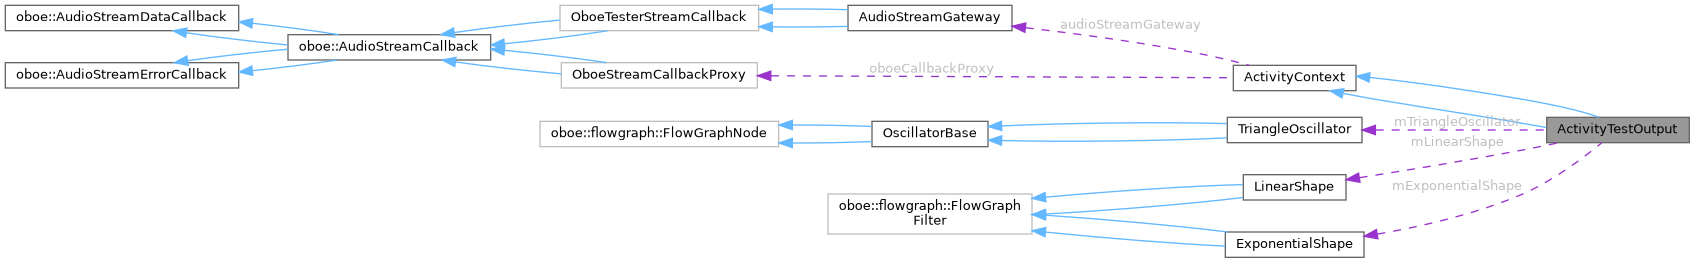 oboe::AudioStreamDataCallback
oboe::AudioStreamErrorCallback
oboe::AudioStreamCallback
OboeTesterStreamCallback
OboeStreamCallbackProxy
AudioStreamGateway
audioStreamGateway
oboeCallbackProxy
ActivityContext
oboe::flowgraph::FlowGraphNode
OscillatorBase
TriangleOscillator
mTriangleOscillator
mLinearShape
ActivityTestOutput
oboe::flowgraph::FlowGraph
Filter
LinearShape
mExponentialShape
ExponentialShape